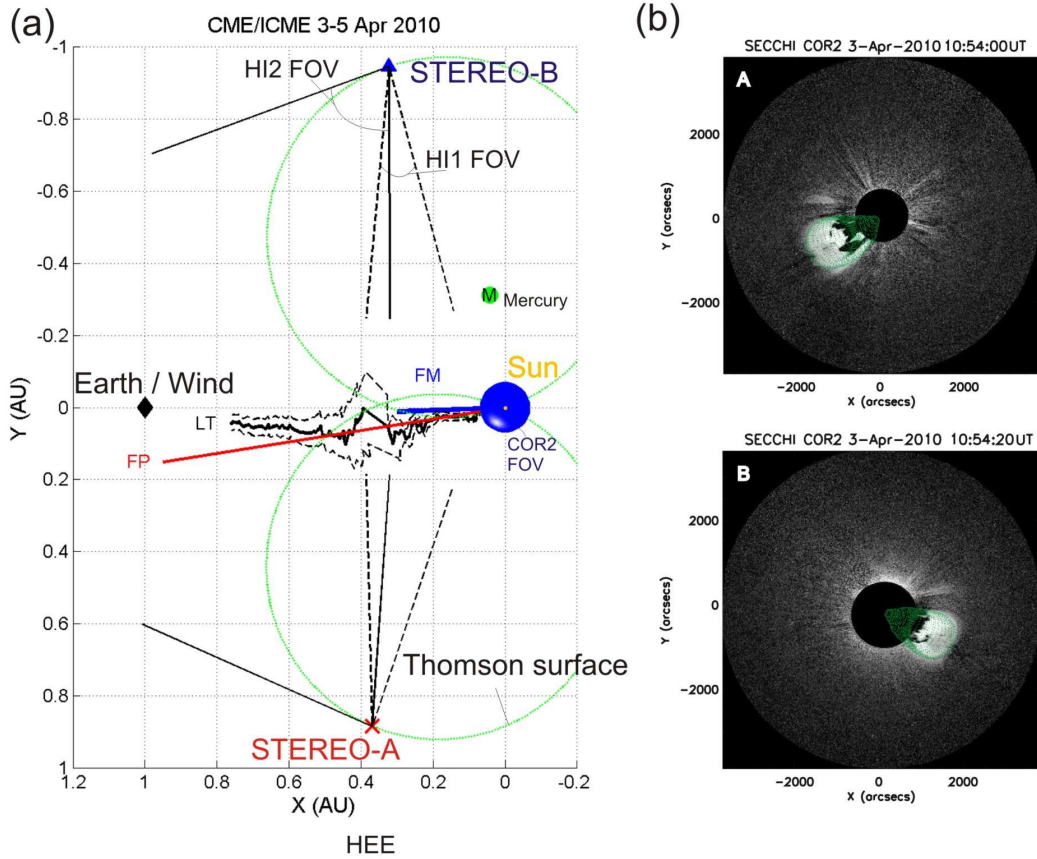 (a)
CME/ICME 3-5 Apr 2010
-1
-0.8
-0.6
-0.4
-0.2
0
0.2
0.4
0.6
0.8
1
Y (AU)
HI2 FOV
STEREO-B
HI1 FOV
M
Mercury
Earth / Wind
FM
Sun
LT
FP
COR2
FOV
Thomson surface
STEREO-A
1.2
1
0.8
0.6
0.4
0.2
0
-0.2
X (AU)
HEE
(b)
SECCHI COR2 3-Apr-2010 10:54:00UT
A
2000
0
-2000
Y (arcsecs)
-2000
0
2000
X (arcsecs)
SECCHI COR2 3-Apr-2010 10:54:20UT
B
2000
0
-2000
Y (arcsecs)
-2000
0
2000
X (arcsecs)